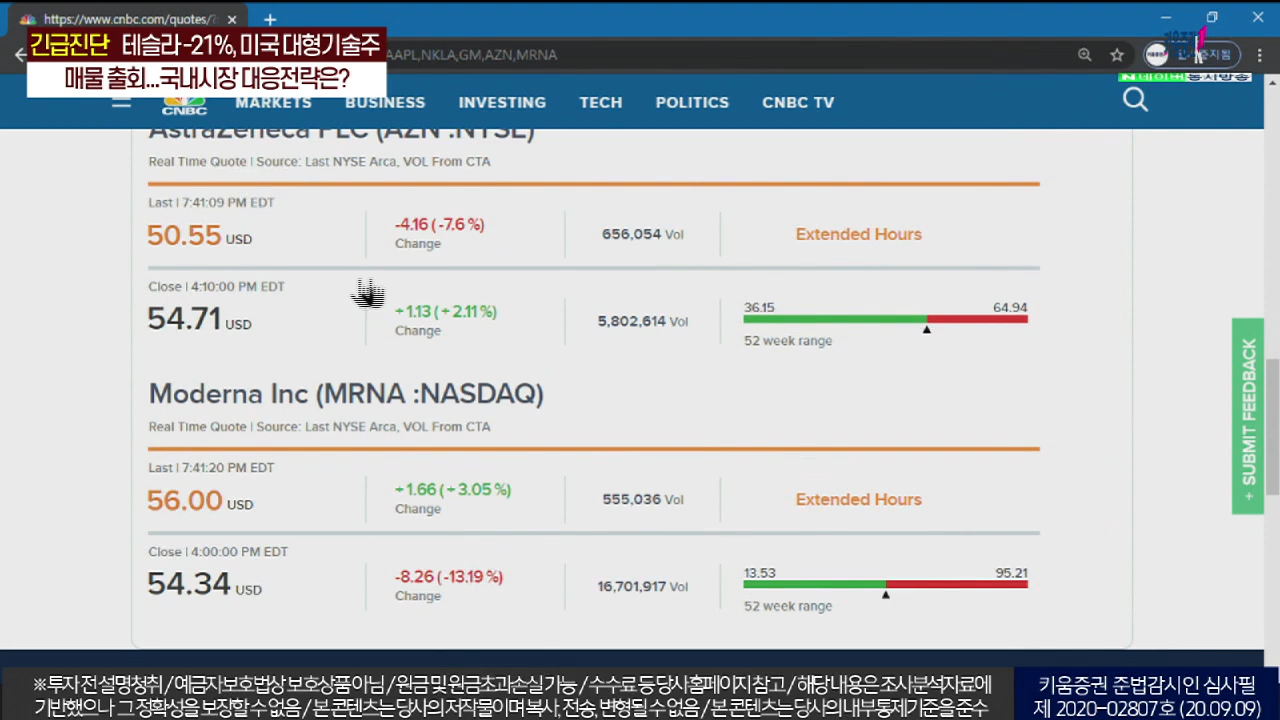 https://www.cnbc.com/quotes/?
긴급진단 테슬라 -21%, 미국 대형기술주
매물 출회...국내시장 대응전략은?
AAPL,NKLA,GM,AZN,MRNA
CNBC
MARKETS BUSINESS INVESTING TECH POLITICS CNBC TV
AstraZeneca PLC (AZN :NYSE)
Real Time Quote | Source: Last NYSE Arca, VOL From CTA
Last | 7:41:09 PM EDT
50.55 USD
-4.16 ( -7.6 %)
Change
656,054 Vol
Extended Hours
Close | 4:10:00 PM EDT
54.71 USD
+1.13 ( + 2.11 %)
Change
5,802,614 Vol
36.15 64.94
52 week range
Moderna Inc (MRNA :NASDAQ)
Real Time Quote | Source: Last NYSE Arca, VOL From CTA
Last | 7:41:20 PM EDT
56.00 USD
+1.66 ( + 3.05 %)
Change
555,036 Vol
Extended Hours
Close | 4:00:00 PM EDT
54.34 USD
-8.26 ( -13.19 %)
Change
16,701,917 Vol
13.53 95.21
52 week range
+ SUBMIT FEEDBACK
※투자 전 설명청취 / 예금자보호법상 보호상품 아님 / 원금 및 원금초과손실 가능 / 수수료 등 당사홈페이지 참고 / 해당 내용은 조사분석자료에
기반했으나 그 정확성을 보장할 수 없음 / 본 콘텐츠는 당사의 저작물이며 복사, 전송, 변형될 수 없음 / 본 콘텐츠는 당사의 내부통제기준을 준수
키움증권 준법감시인 심사필
제 2020-02807호 (20.09.09)